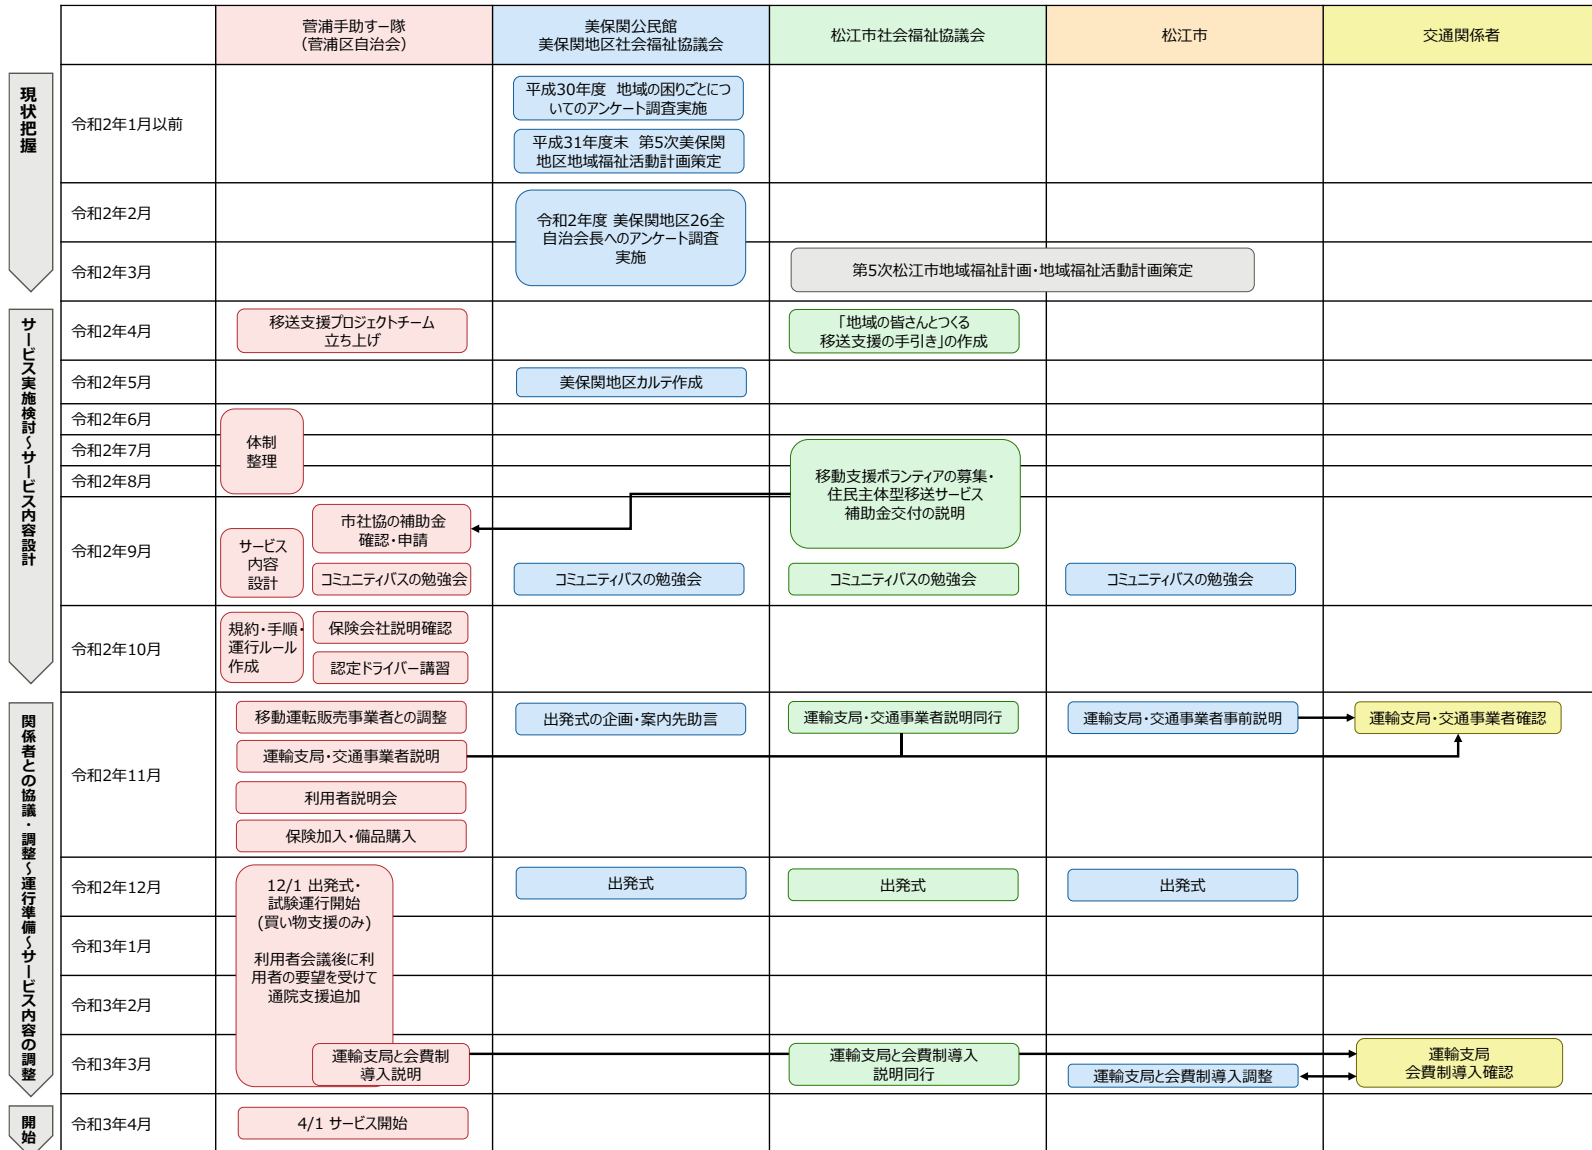 菅浦手助すー隊
(菅浦区自治会)
美保関公民館
美保関地区社会福祉協議会
松江市社会福祉協議会
松江市
交通関係者
現状把握
令和2年1月以前
平成30年度 地域の困りごとにつ
いてのアンケート調査実施
平成31年度末 第5次美保関
地区地域福祉活動計画策定
令和2年2月
令和2年度 美保関地区26全
自治会長へのアンケート調査
実施
令和2年3月
第5次松江市地域福祉計画・地域福祉活動計画策定
サービス実施検討～サービス内容設計
令和2年4月
移送支援プロジェクトチーム
立ち上げ
「地域の皆さんとつくる
移送支援の手引き」の作成
令和2年5月
美保関地区カルテ作成
令和2年6月
体制
整理
令和2年7月
令和2年8月
移動支援ボランティアの募集・
住民主体型移送サービス
補助金交付の説明
令和2年9月
サービス
内容
設計
市社協の補助金
確認・申請
コミュニティバスの勉強会
コミュニティバスの勉強会
コミュニティバスの勉強会
コミュニティバスの勉強会
令和2年10月
規約・手順・
運行ルール
作成
保険会社説明確認
認定ドライバー講習
関係者との協議・調整～運行準備～サービス内容の調整
令和2年11月
移動運転販売事業者との調整
出発式の企画・案内先助言
運輸支局・交通事業者説明同行
運輸支局・交通事業者事前説明
運輸支局・交通事業者確認
運輸支局・交通事業者説明
利用者説明会
保険加入・備品購入
令和2年12月
12/1 出発式・
試験運行開始
(買い物支援のみ)
利用者会議後に利
用者の要望を受けて
通院支援追加
出発式
出発式
出発式
令和3年1月
令和3年2月
令和3年3月
運輸支局と会費制
導入説明
運輸支局と会費制導入
説明同行
運輸支局と会費制導入調整
運輸支局
会費制導入確認
開始
令和3年4月
4/1 サービス開始